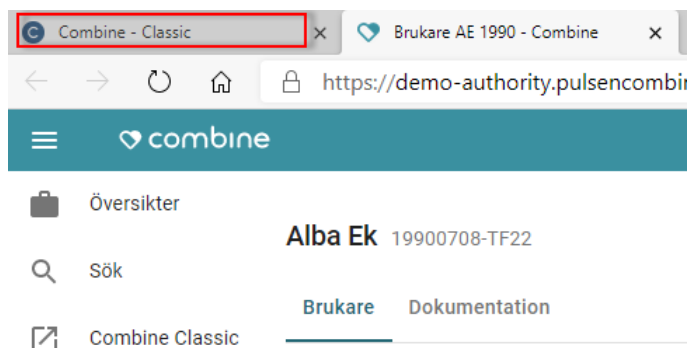 Combine - Classic
Brukare AE 1990 - Combine
https://demo-authority.pulsencombin
combine
Översikter
Alba Ek 19900708-TF22
Sök
Brukare Dokumentation
Combine Classic